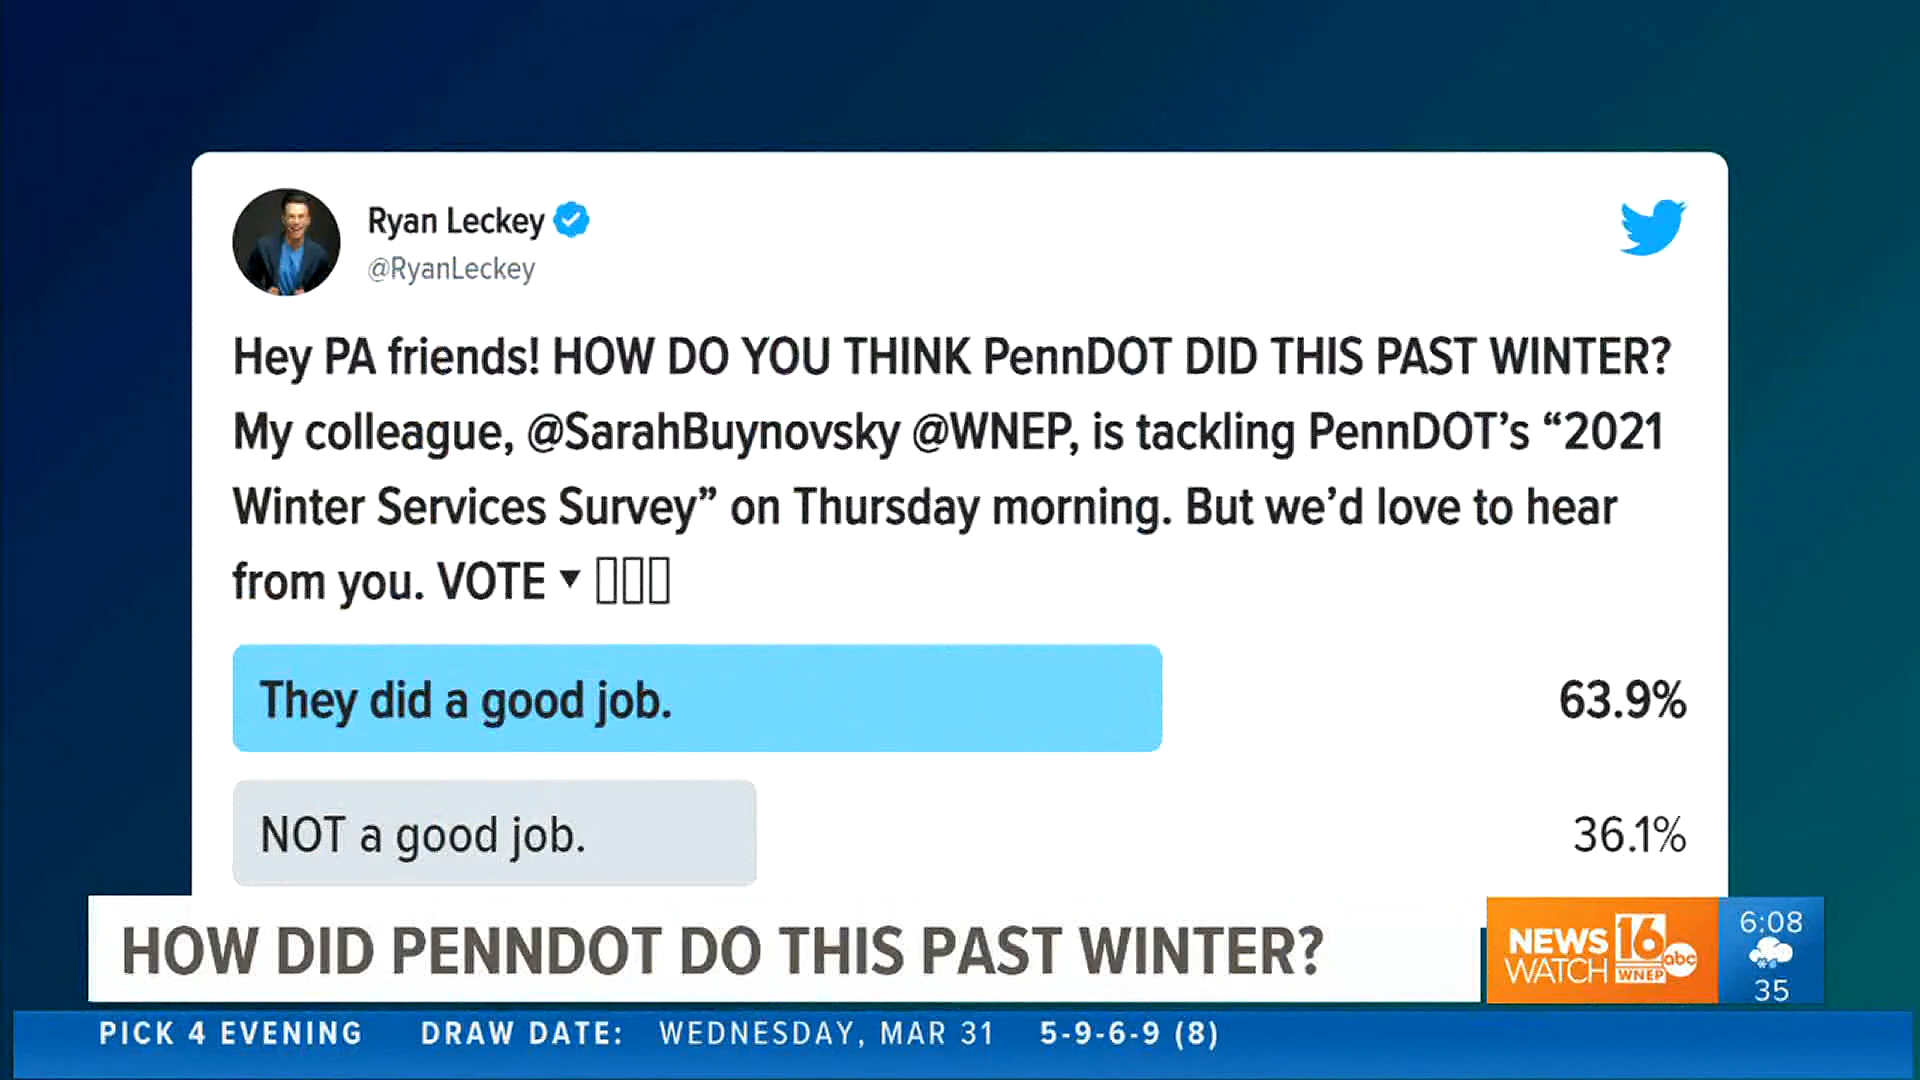 Ryan Leckey
@RyanLeckey
Hey PA friends! HOW DO YOU THINK PennDOT DID THIS PAST WINTER?
My colleague, @SarahBuynovsky @WNEP, is tackling PennDOT's “2021
Winter Services Survey” on Thursday morning. But we'd love to hear
from you. VOTE ▾ 
They did a good job. 63.9%
NOT a good job. 36.1%
HOW DID PENNDOT DO THIS PAST WINTER?
NEWS
WATCH
16
WNEP
abc
6:08
35
PICK 4 EVENING DRAW DATE: WEDNESDAY, MAR 31 5-9-6-9 (8)